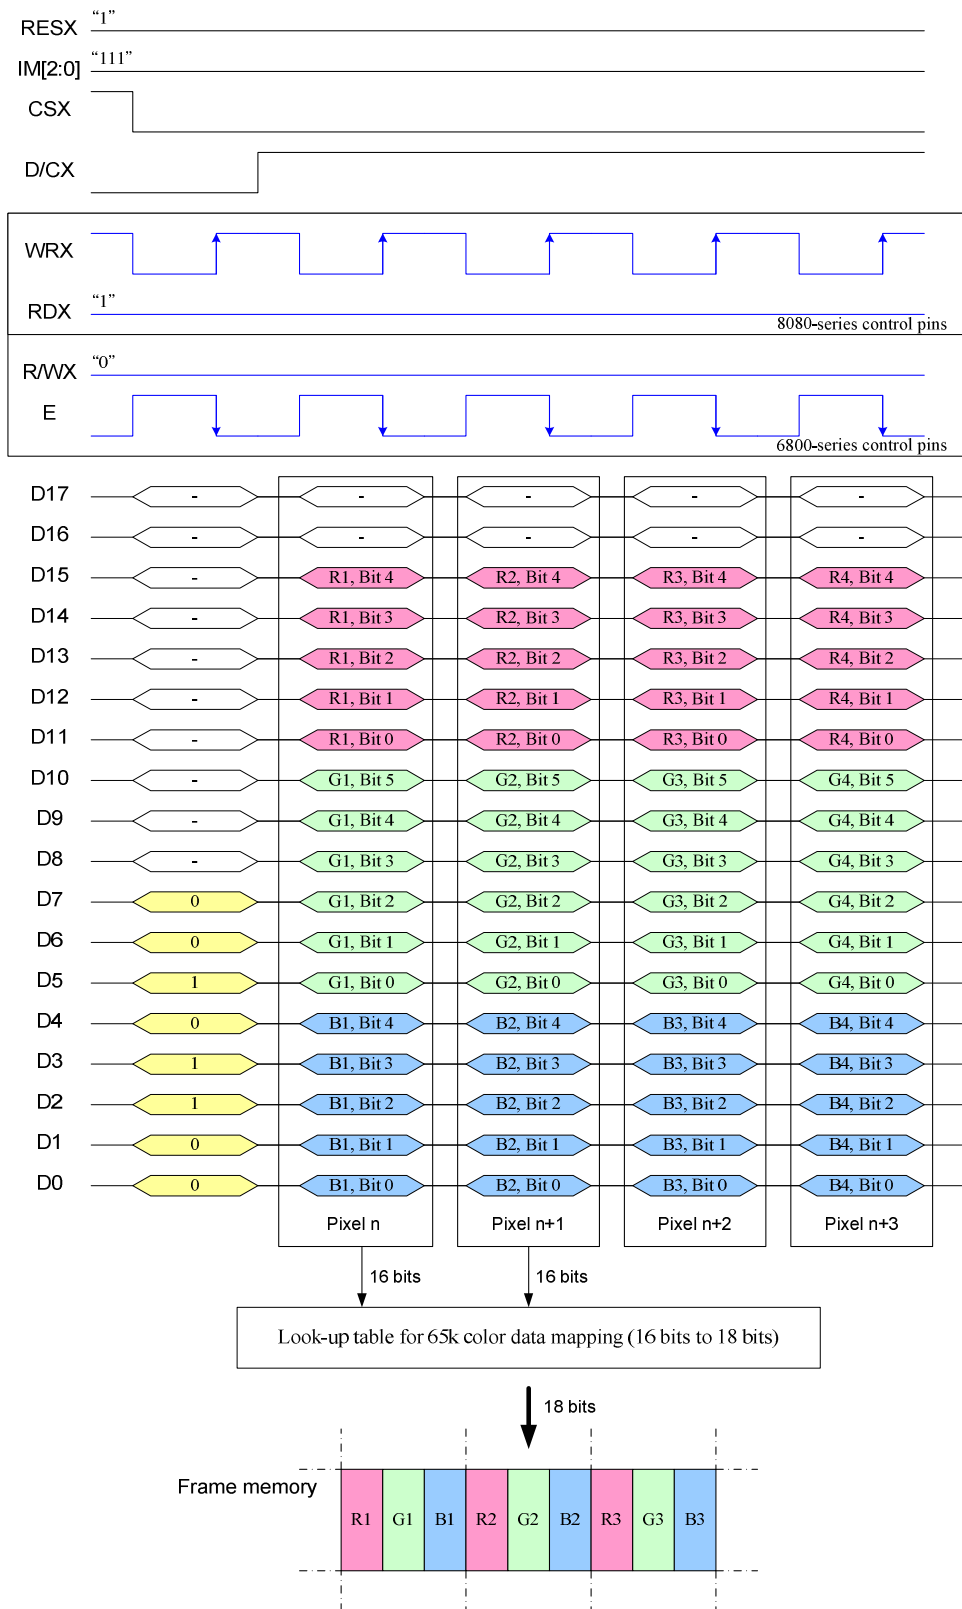 RESX “1”
IM[2:0] “111”
CSX
D/CX
WRX
RDX “1”
8080-series control pins
R/WX “0”
E
6800-series control pins
D17 - - - - -
D16 - - - - -
D15 - R1, Bit 4 R2, Bit 4 R3, Bit 4 R4, Bit 4
D14 - R1, Bit 3 R2, Bit 3 R3, Bit 3 R4, Bit 3
D13 - R1, Bit 2 R2, Bit 2 R3, Bit 2 R4, Bit 2
D12 - R1, Bit 1 R2, Bit 1 R3, Bit 1 R4, Bit 1
D11 - R1, Bit 0 R2, Bit 0 R3, Bit 0 R4, Bit 0
D10 - G1, Bit 5 G2, Bit 5 G3, Bit 5 G4, Bit 5
D9 - G1, Bit 4 G2, Bit 4 G3, Bit 4 G4, Bit 4
D8 - G1, Bit 3 G2, Bit 3 G3, Bit 3 G4, Bit 3
D7 0 G1, Bit 2 G2, Bit 2 G3, Bit 2 G4, Bit 2
D6 0 G1, Bit 1 G2, Bit 1 G3, Bit 1 G4, Bit 1
D5 1 G1, Bit 0 G2, Bit 0 G3, Bit 0 G4, Bit 0
D4 0 B1, Bit 4 B2, Bit 4 B3, Bit 4 B4, Bit 4
D3 1 B1, Bit 3 B2, Bit 3 B3, Bit 3 B4, Bit 3
D2 1 B1, Bit 2 B2, Bit 2 B3, Bit 2 B4, Bit 2
D1 0 B1, Bit 1 B2, Bit 1 B3, Bit 1 B4, Bit 1
D0 0 B1, Bit 0 B2, Bit 0 B3, Bit 0 B4, Bit 0
Pixel n Pixel n+1 Pixel n+2 Pixel n+3
16 bits 16 bits
Look-up table for 65k color data mapping (16 bits to 18 bits)
18 bits
Frame memory
R1 G1 B1 R2 G2 B2 R3 G3 B3